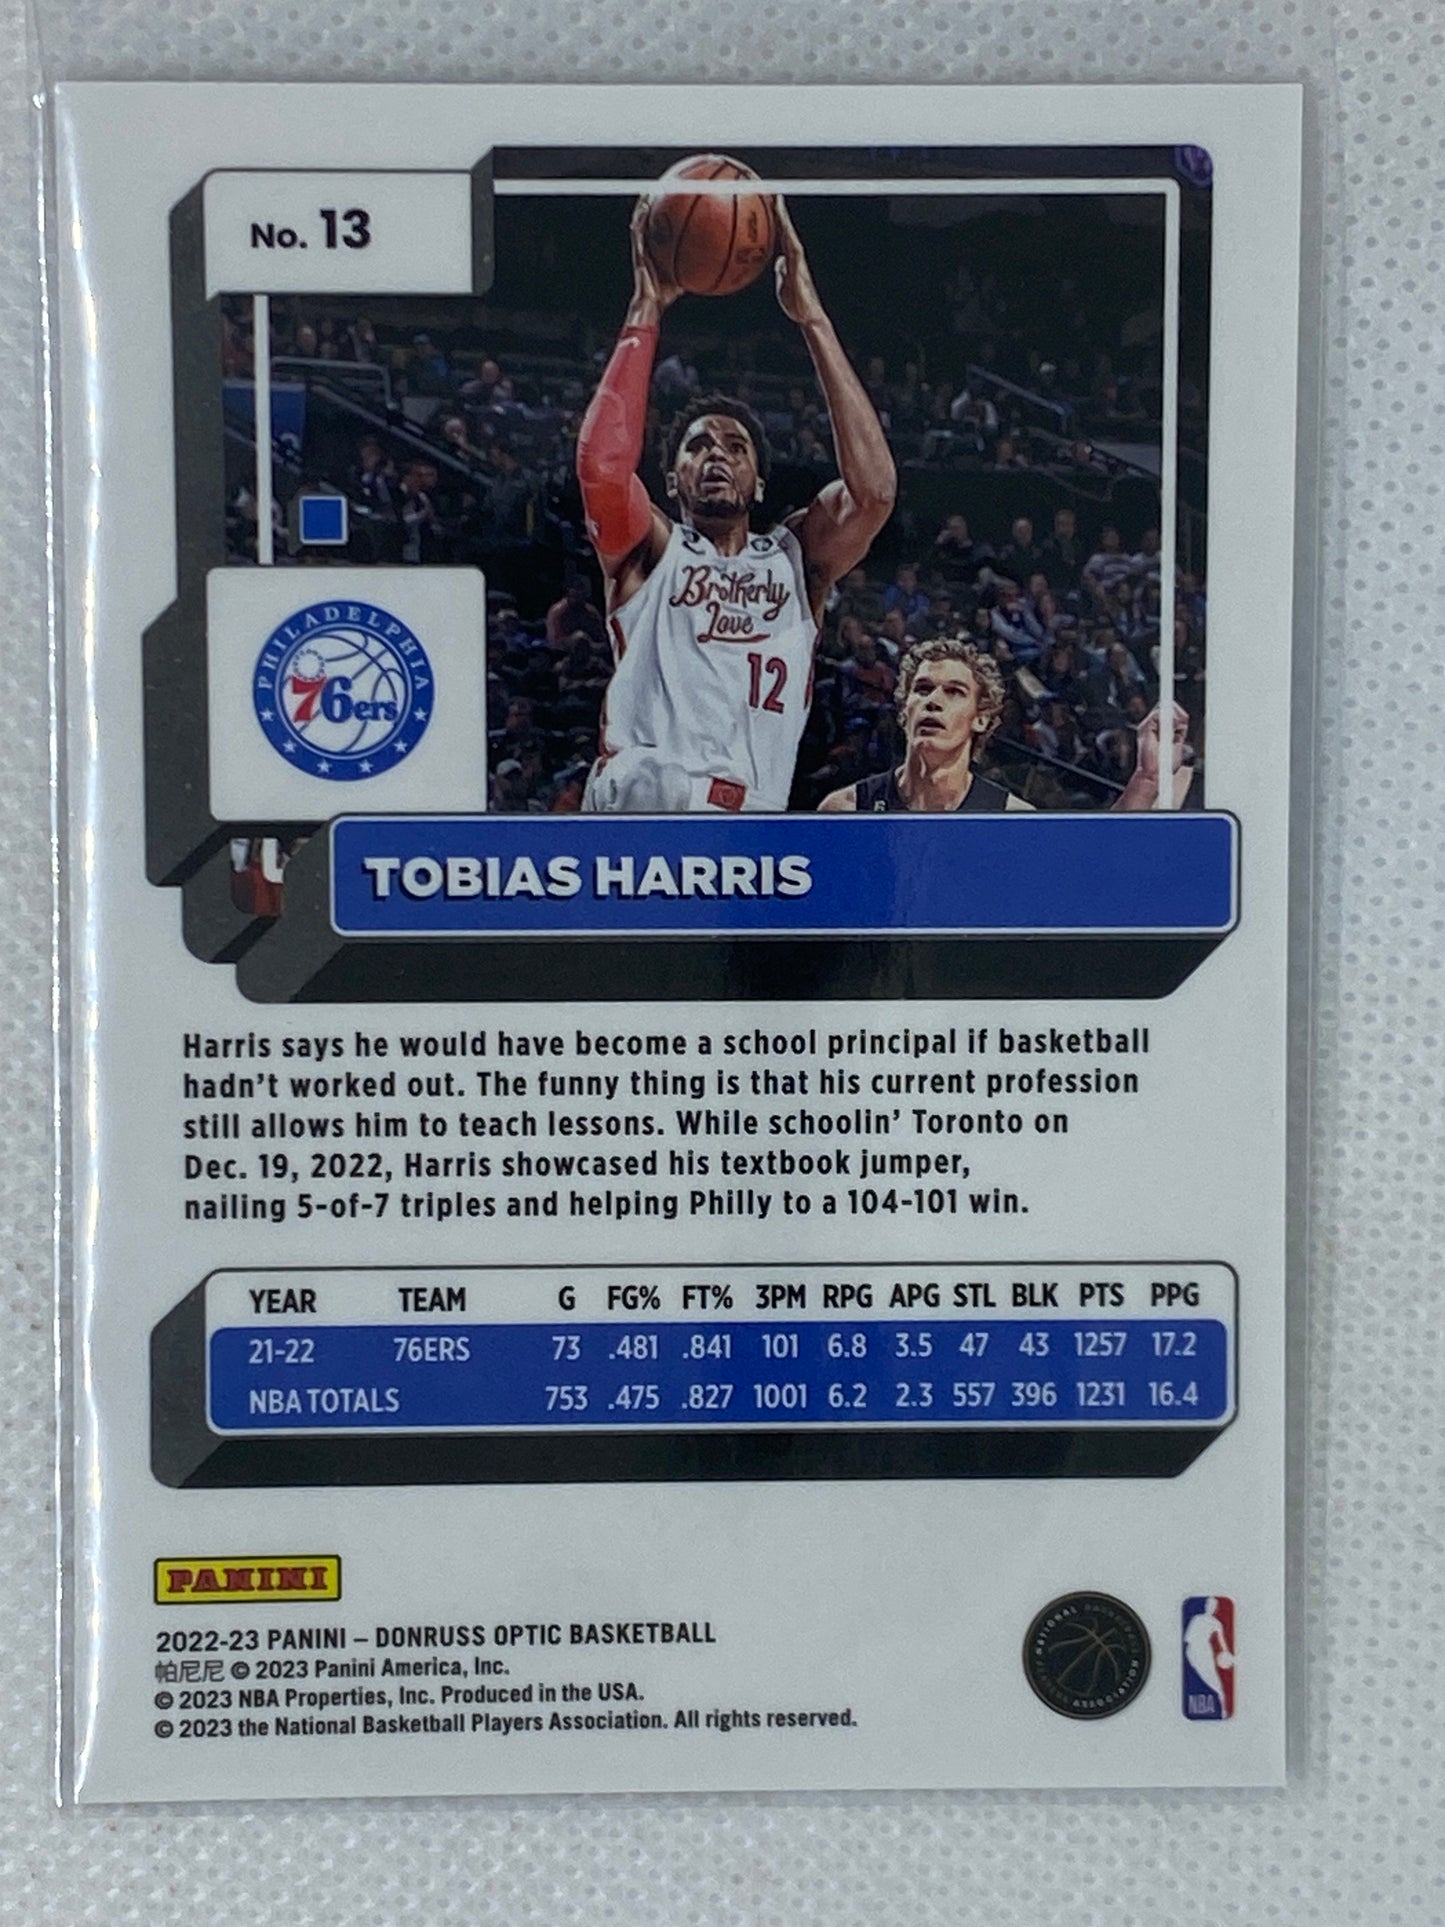 No. 13
Brotherly
Love
12
PHILADELPHIA
76ers
TOBIAS HARRIS
Harris says he would have become a school principal if basketball
hadn't worked out. The funny thing is that his current profession
still allows him to teach lessons. While schoolin' Toronto on
Dec. 19, 2022, Harris showcased his textbook jumper,
nailing 5-of-7 triples and helping Philly to a 104-101 win.
YEAR TEAM G FG% FT% 3PM RPG APG STL BLK PTS PPG
21-22 76ERS 73 .481 .841 101 6.8 3.5 47 43 1257 17.2
NBA TOTALS 753 .475 .827 1001 6.2 2.3 557 396 1231 16.4
PANINI
2022-23 PANINI – DONRUSS OPTIC BASKETBALL
帕尼尼 © 2023 Panini America, Inc.
© 2023 NBA Properties, Inc. Produced in the USA.
© 2023 the National Basketball Players Association. All rights reserved.
NATIONAL BASKETBALL PLAYERS ASSOCIATION
NBA